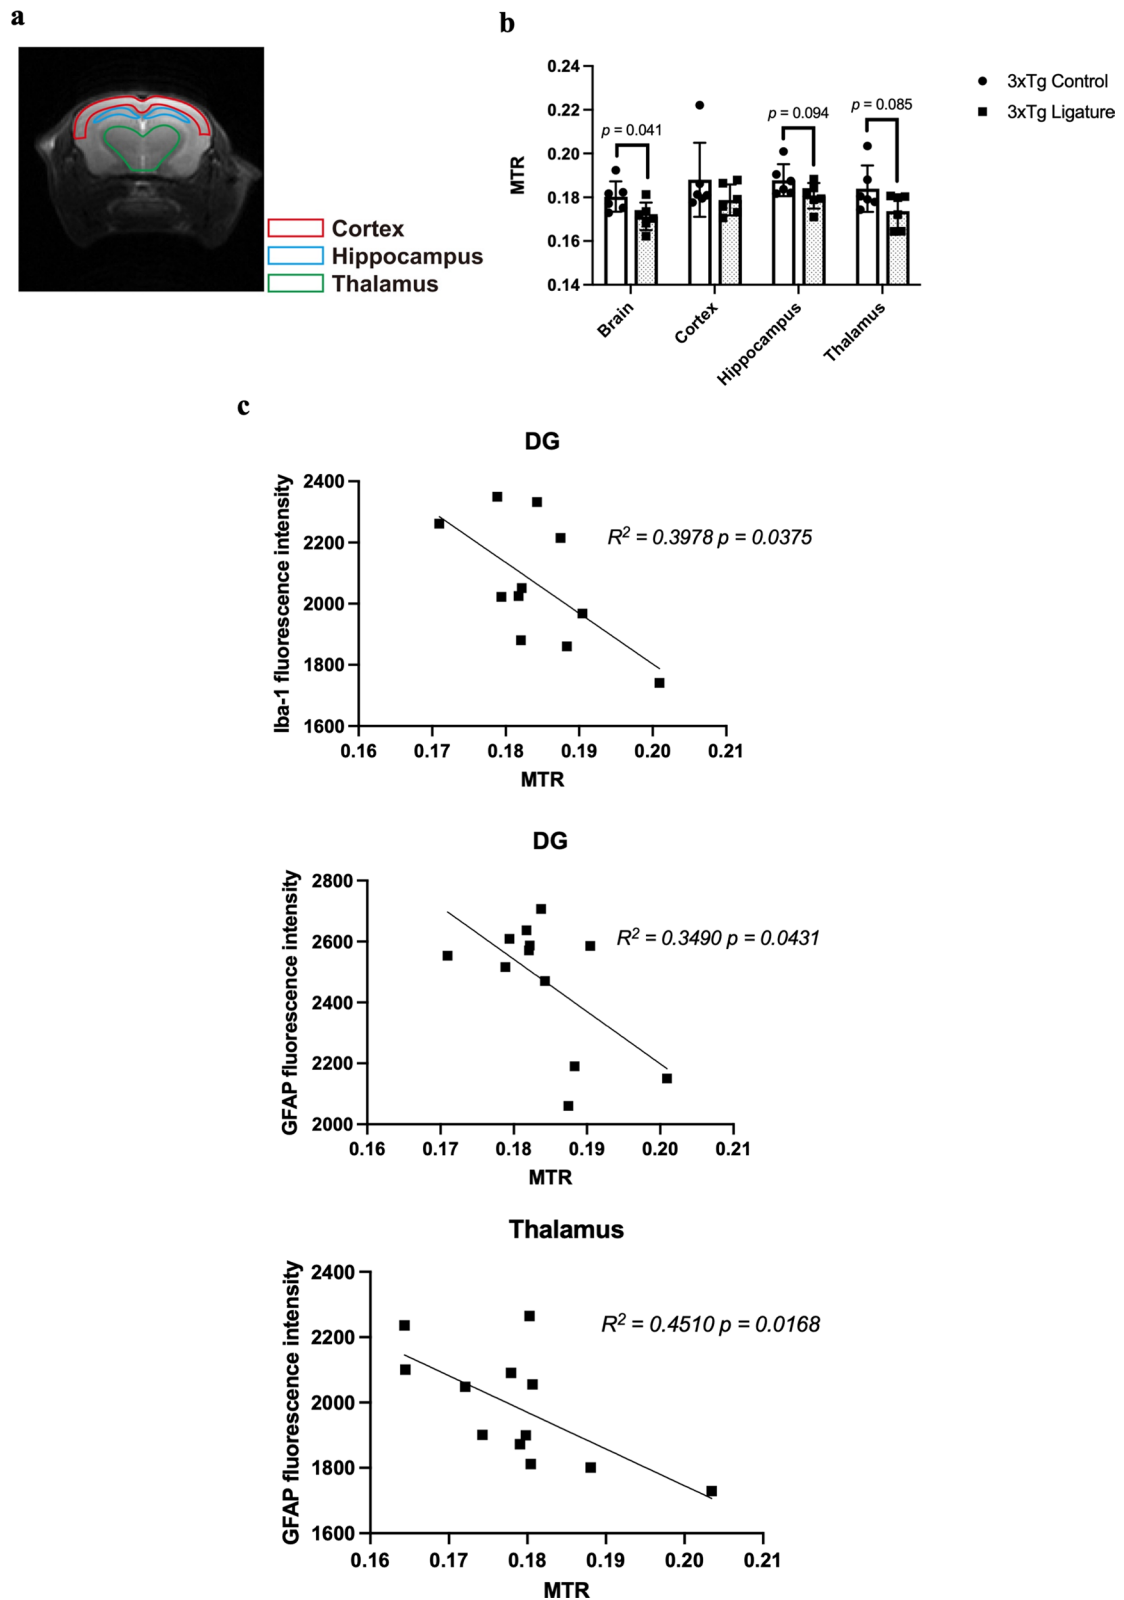 a
Cortex
Hippocampus
Thalamus
b
MTR
0.24
0.22
0.20
0.18
0.16
0.14
p = 0.041
p = 0.094
p = 0.085
Brain
Cortex
Hippocampus
Thalamus
3xTg Control
3xTg Ligature
c
DG
Iba-1 fluorescence intensity
2400
2200
2000
1800
1600
R² = 0.3978 p = 0.0375
0.16 0.17 0.18 0.19 0.20 0.21
MTR
DG
GFAP fluorescence intensity
2800
2600
2400
2200
2000
R² = 0.3490 p = 0.0431
0.16 0.17 0.18 0.19 0.20 0.21
MTR
Thalamus
GFAP fluorescence intensity
2400
2200
2000
1800
1600
R² = 0.4510 p = 0.0168
0.16 0.17 0.18 0.19 0.20 0.21
MTR